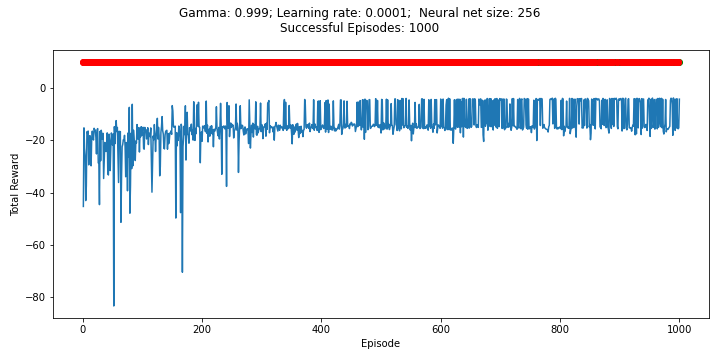 Gamma: 0.999; Learning rate: 0.0001;  Neural net size: 256
Successful Episodes: 1000
0
−20
−40
−60
−80
Total Reward
0 200 400 600 800 1000
Episode